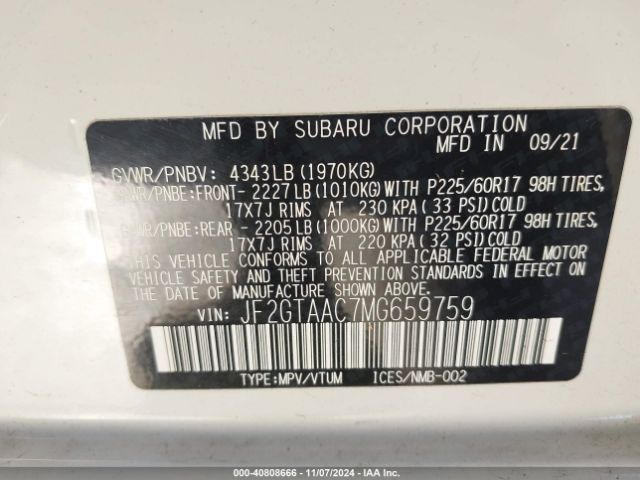 MFD BY SUBARU CORPORATION
MFD IN 09/21
GVWR/PNBV: 4343LB (1970KG)
GAWR/PNBE:FRONT- 2227LB(1010KG)WITH P225/60R17 98H TIRES,
17X7J RIMS AT 230 KPA (33 PSI)COLD
GAWR/PNBE:REAR - 2205LB(1000KG)WITH P225/60R17 98H TIRES,
17X7J RIMS AT 220 KPA (32 PSI)COLD
THIS VEHICLE CONFORMS TO ALL APPLICABLE FEDERAL MOTOR
VEHICLE SAFETY AND THEFT PREVENTION STANDARDS IN EFFECT ON
THE DATE OF MANUFACTURE SHOWN ABOVE.
VIN: JF2GTAAC7MG659759
TYPE:MPV/VTUM ICES/NMB-002
000-40808666 - 11/07/2024 - IAA, Inc.